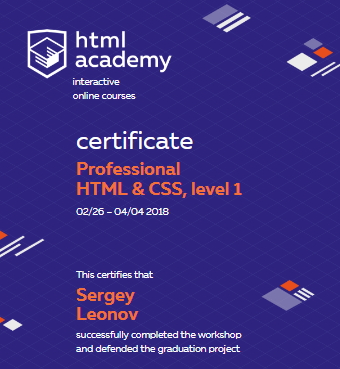 html
academy
interactive
online courses
certificate
Professional
HTML & CSS, level 1
02/26 – 04/04 2018
This certifies that
Sergey
Leonov
successfully completed the workshop
and defended the graduation project